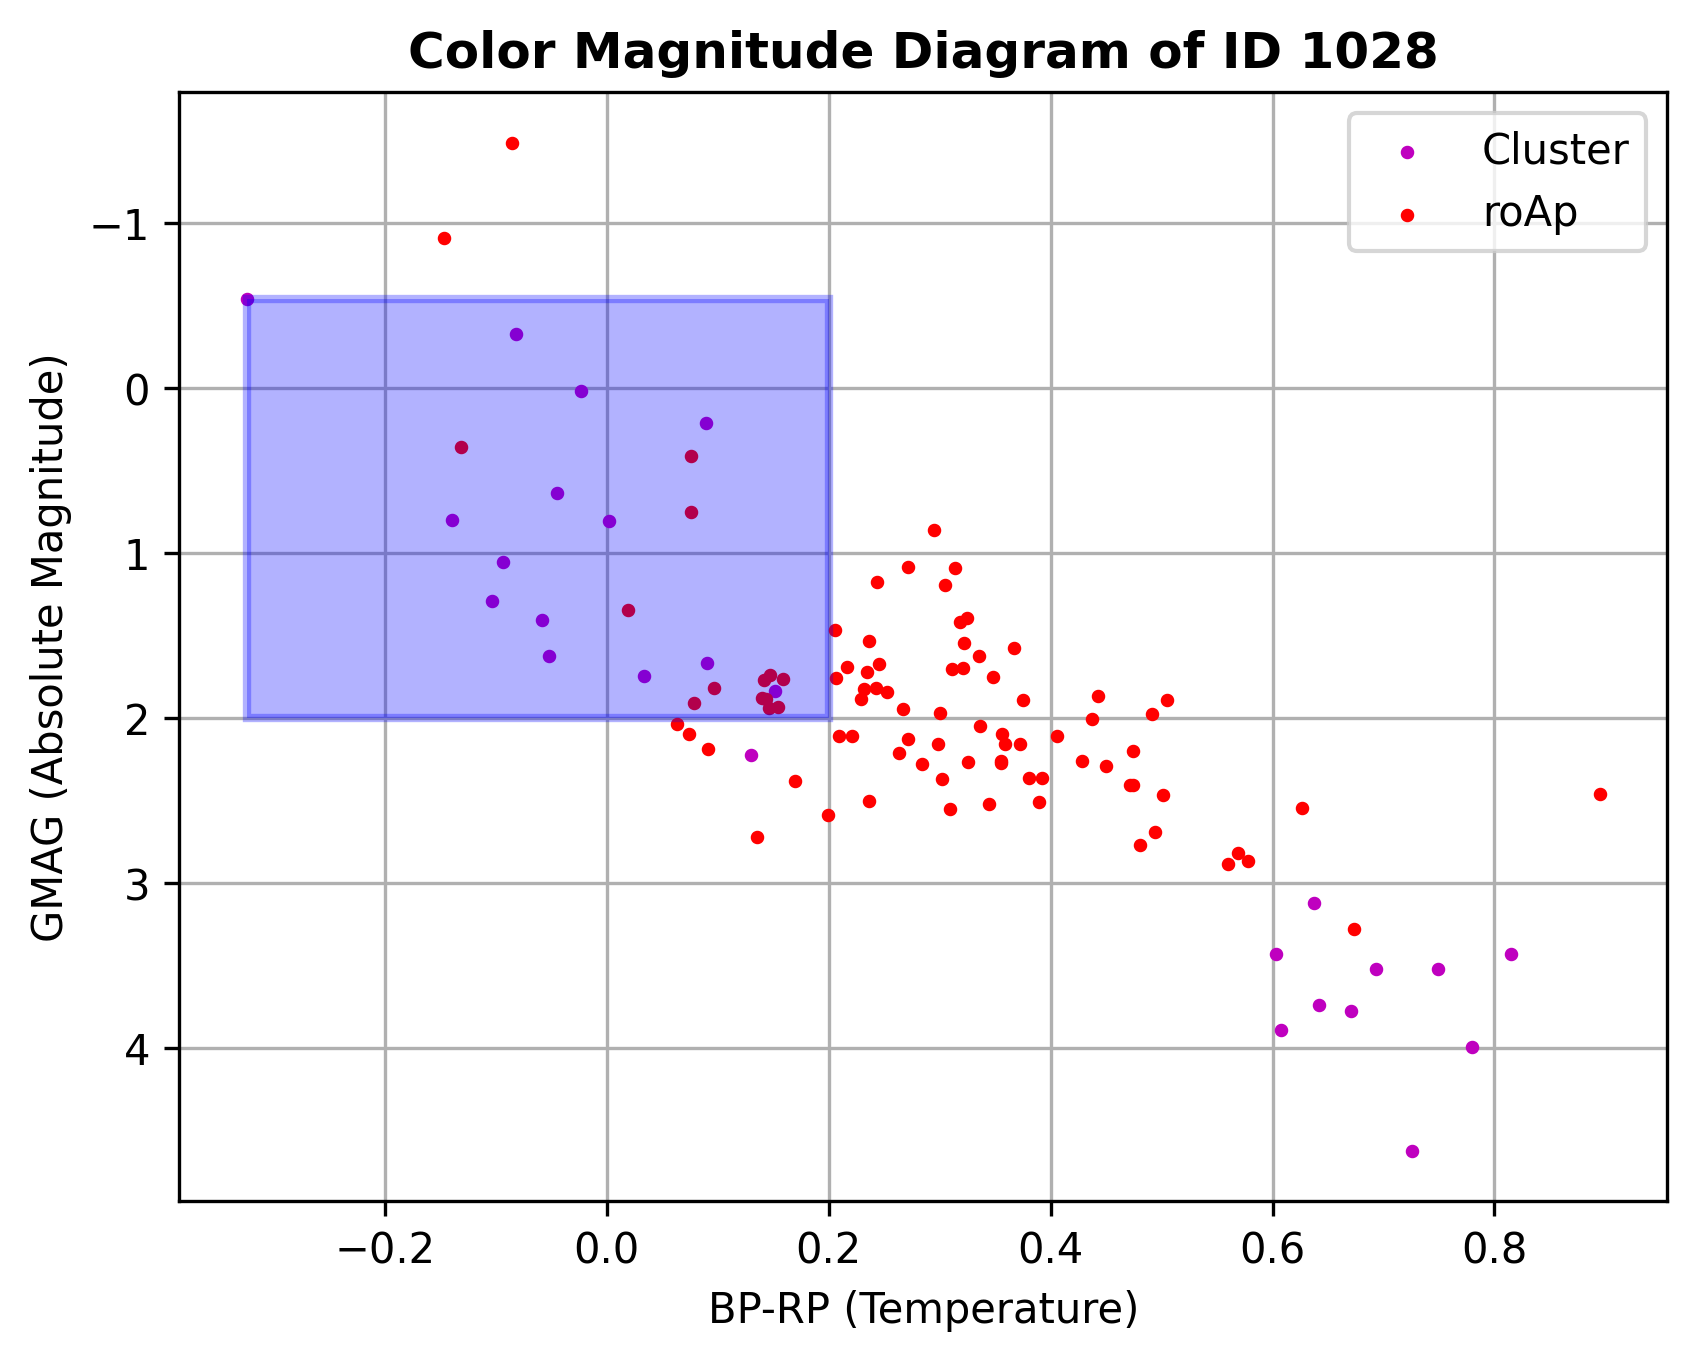 Color Magnitude Diagram of ID 1028
Cluster
roAp
−1
0
1
2
3
4
GMAG (Absolute Magnitude)
−0.2
0.0
0.2
0.4
0.6
0.8
BP-RP (Temperature)